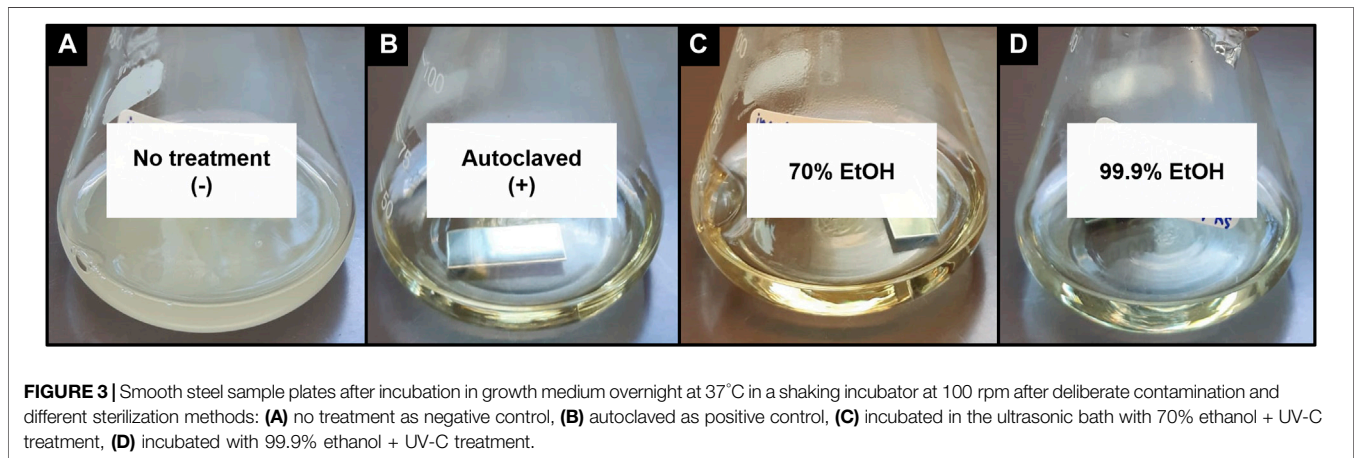 A
B
C
D
100
50
No treatment
(-)
Autoclaved
(+)
70% EtOH
99.9% EtOH
FIGURE 3 | Smooth steel sample plates after incubation in growth medium overnight at 37°C in a shaking incubator at 100 rpm after deliberate contamination and
different sterilization methods: (A) no treatment as negative control, (B) autoclaved as positive control, (C) incubated in the ultrasonic bath with 70% ethanol + UV-C
treatment, (D) incubated with 99.9% ethanol + UV-C treatment.